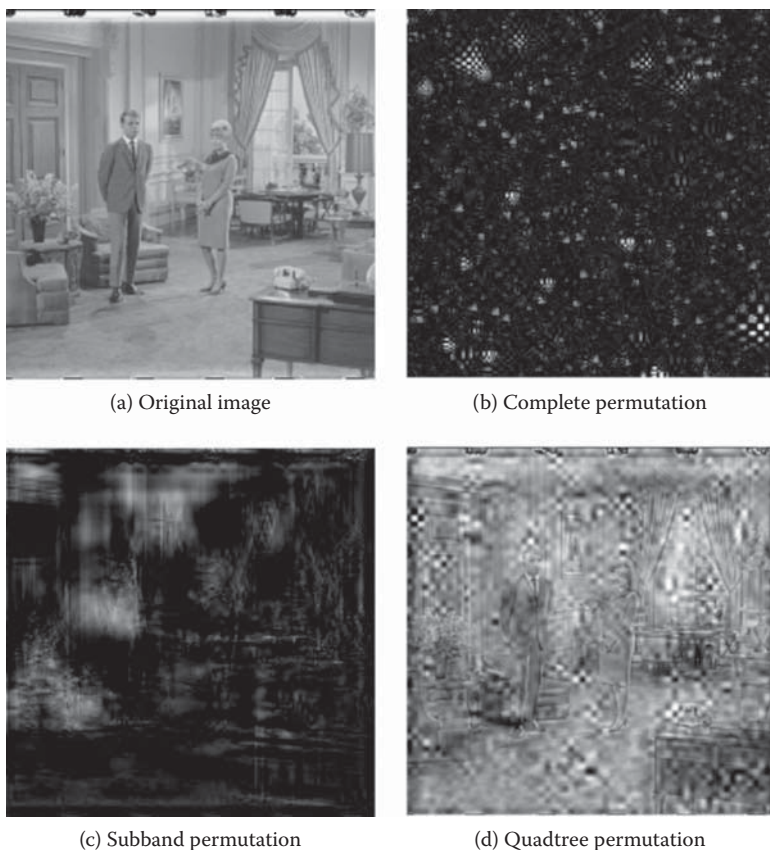 (a) Original image
(b) Complete permutation
(c) Subband permutation
(d) Quadtree permutation